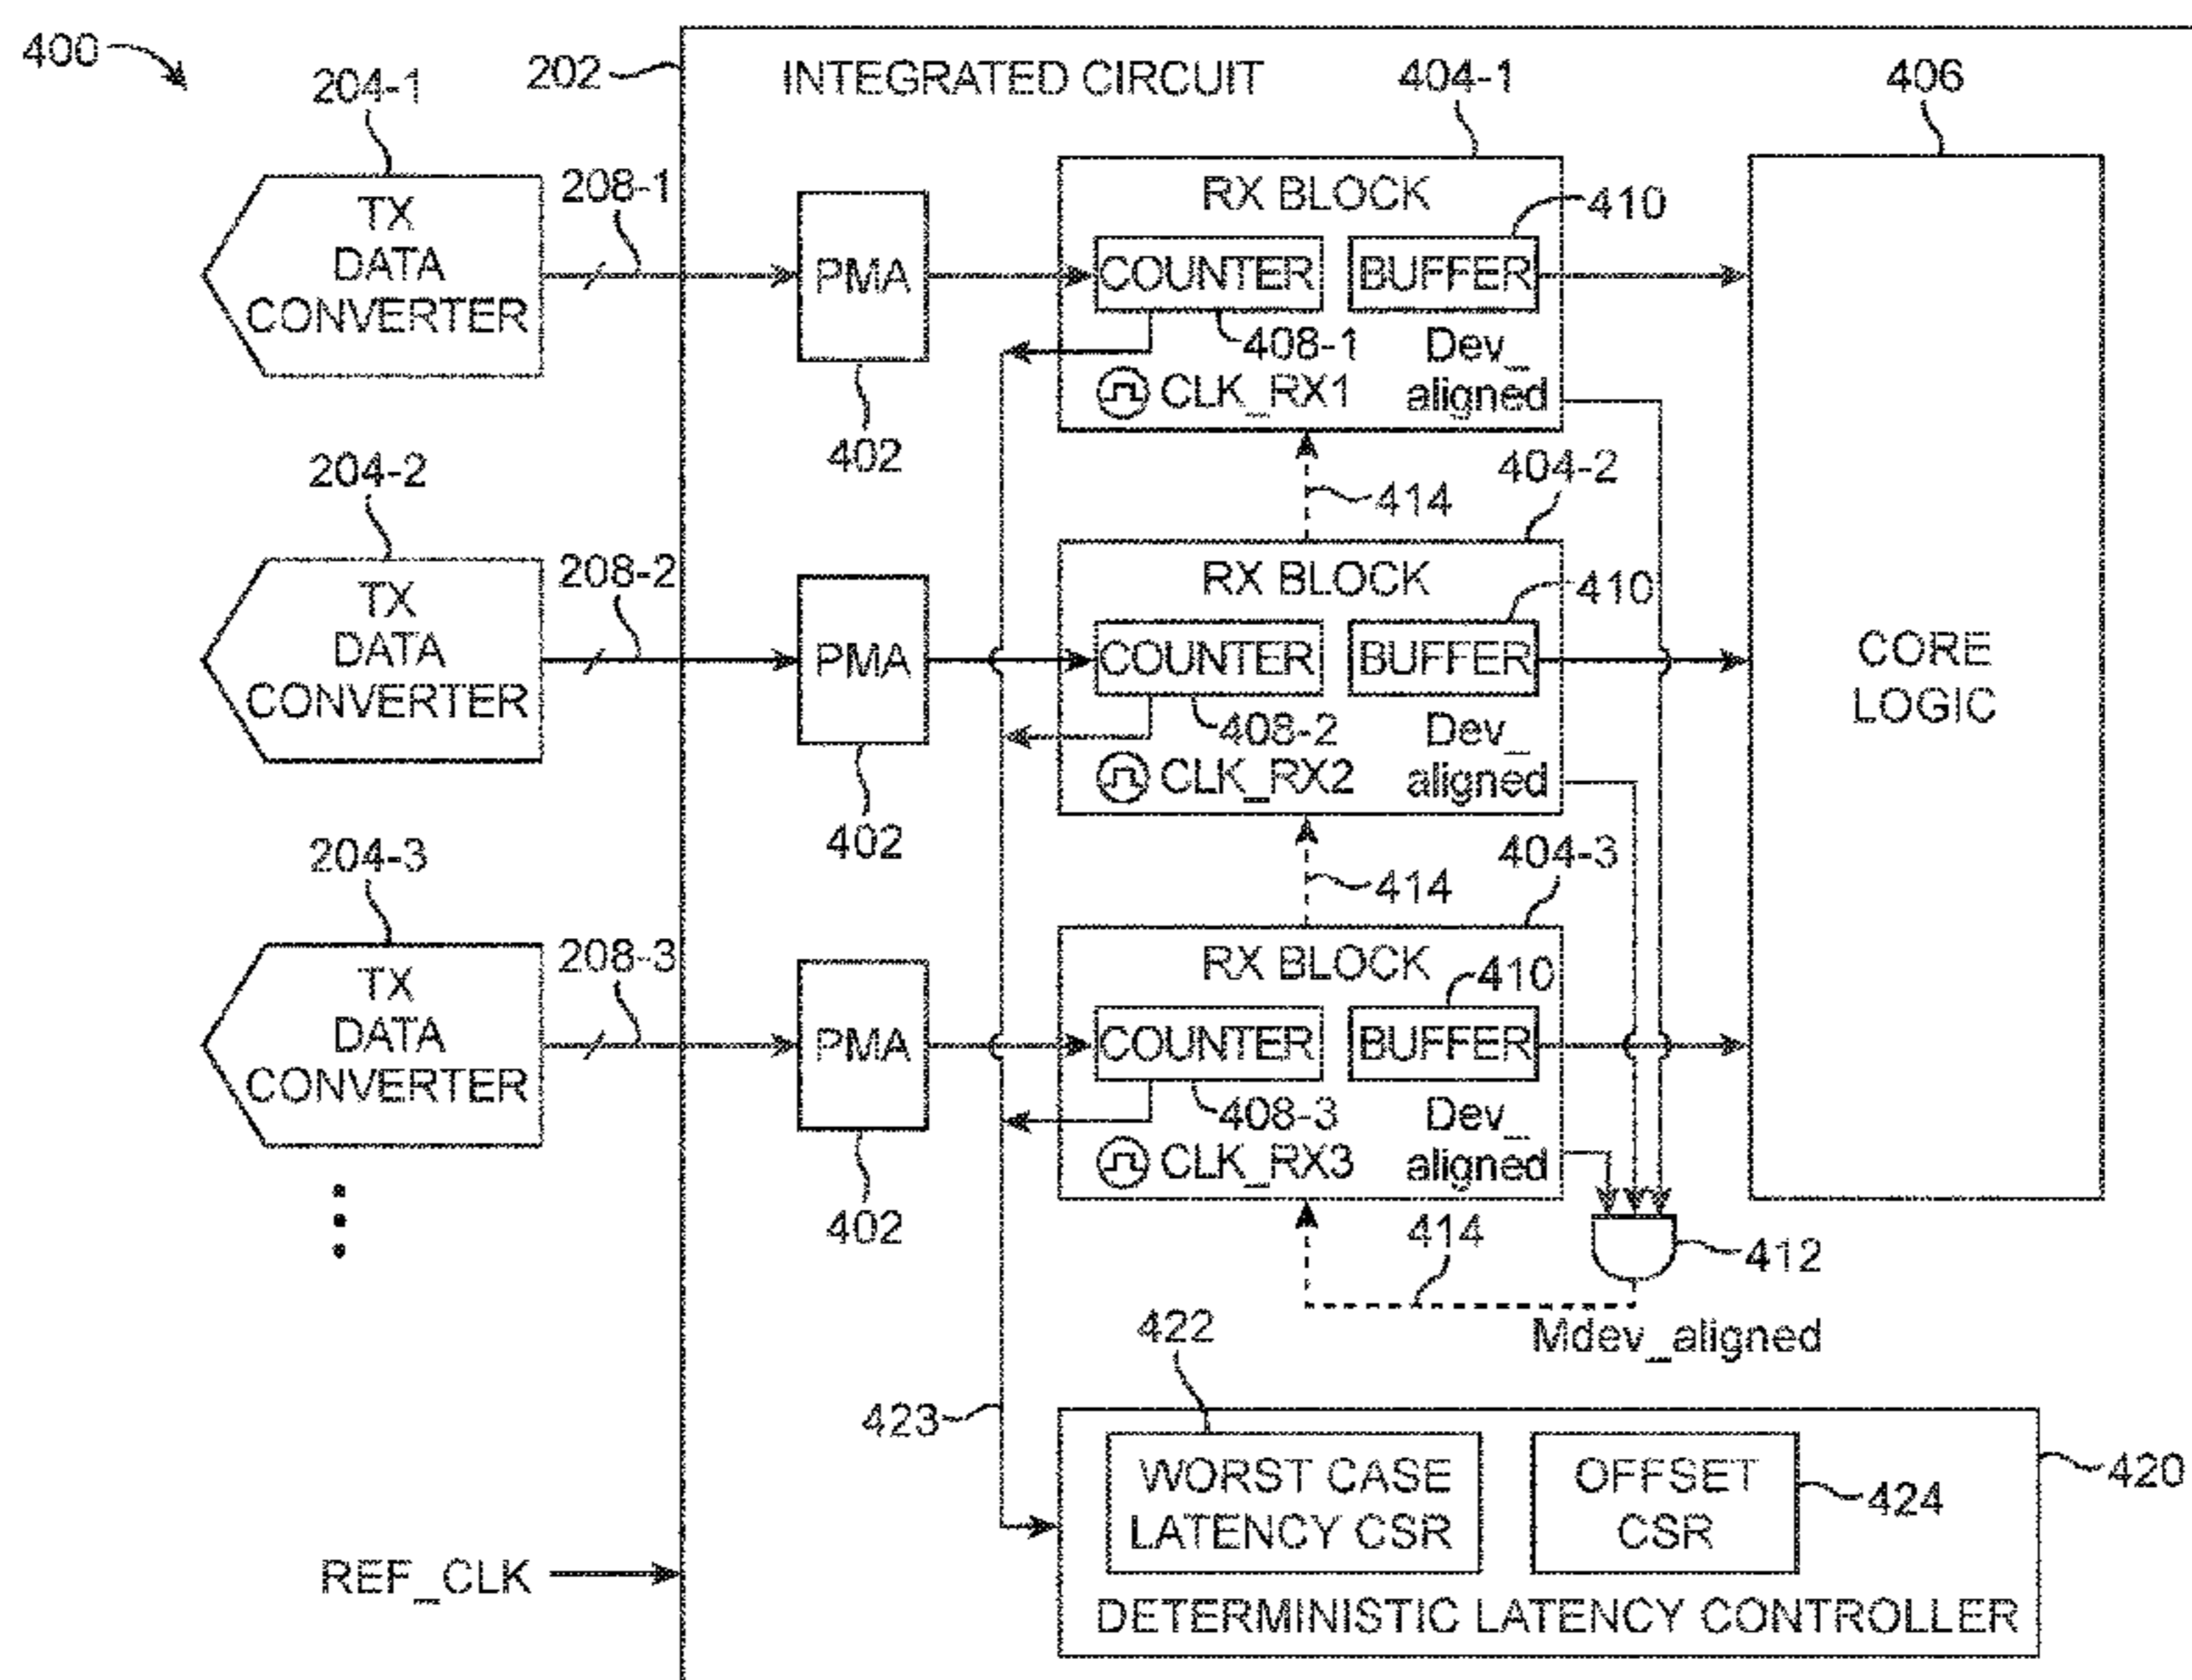 400
204-1
202
INTEGRATED CIRCUIT
404-1
406
TX
DATA
CONVERTER
208-1
PMA
402
RX BLOCK
410
COUNTER
BUFFER
408-1
Dev_
aligned
CLK_RX1
414
204-2
TX
DATA
CONVERTER
208-2
PMA
402
404-2
RX BLOCK
410
COUNTER
BUFFER
408-2
Dev_
aligned
CLK_RX2
414
CORE
LOGIC
204-3
TX
DATA
CONVERTER
208-3
PMA
402
404-3
RX BLOCK
410
COUNTER
BUFFER
408-3
Dev_
aligned
CLK_RX3
414
412
Mdev_aligned
422
423
WORST CASE
LATENCY CSR
OFFSET
CSR
424
420
DETERMINISTIC LATENCY CONTROLLER
REF_CLK